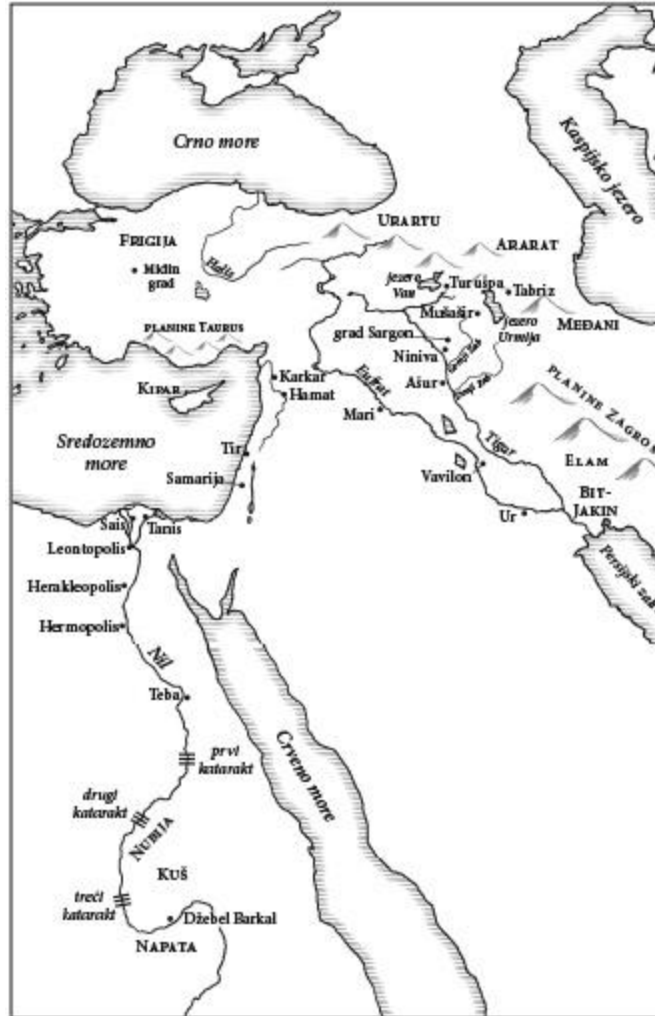 Crno more
Kaspijsko jezero
URARTU
FRIGIJA
ARARAT
Midin
grad
Halis
jezero
Van
Turušpa
Tabriz
Mušašir
jezero
Urmija
MEĐANI
grad Sargon
PLANINE TAURUS
Niniva
Karkar
Eufrat
Ašur
KIPAR
Hamat
Mari
PLANINE ZAGROS
Sredozemno
more
Tir
Tigar
ELAM
Samarija
Vavilon
BIT-
JAKIN
Sais
Tanis
Ur
Leontopolis
Persijski
Herakleopolis
Hermopolis
Nil
Teba
prvi
katarakt
Crveno more
drugi
katarakt
NUBIJA
KUŠ
treći
katarakt
Džebel Barkal
NAPATA